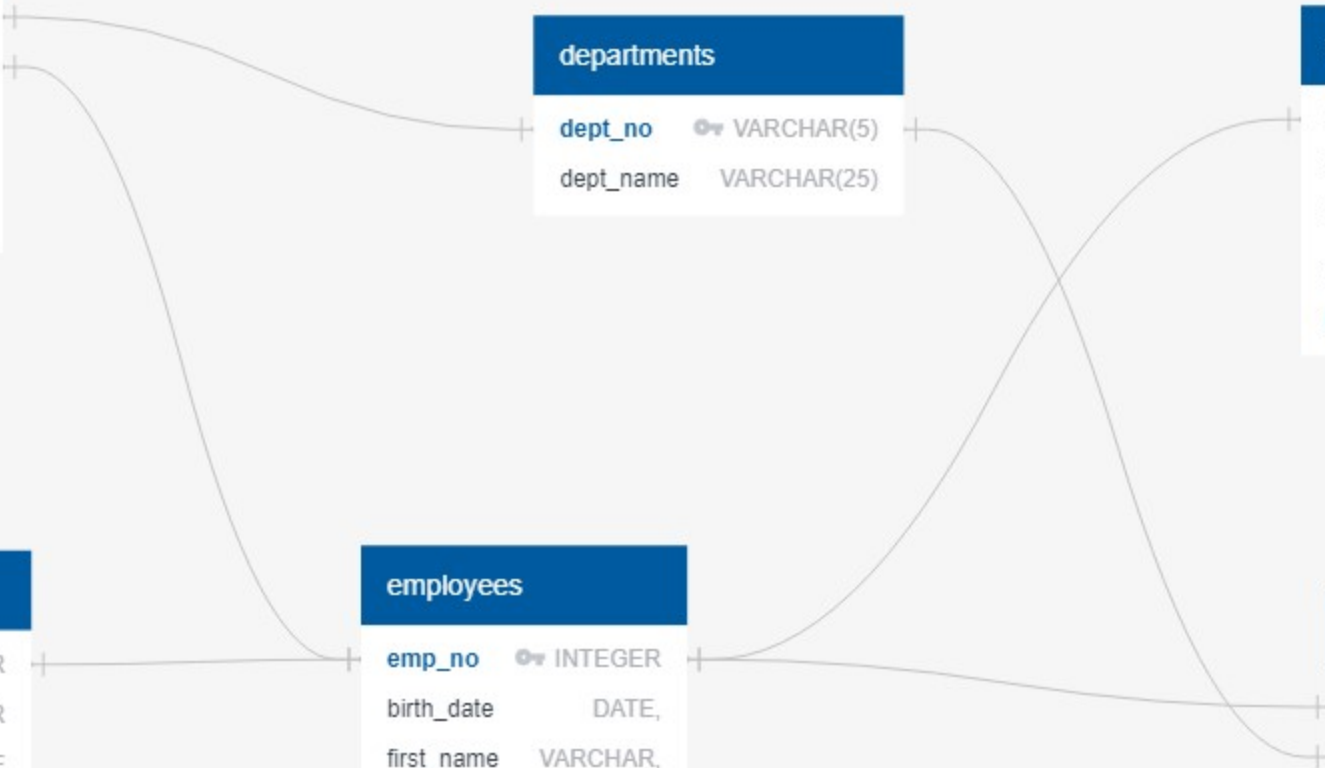 departments
dept_no VARCHAR(5)
dept_name VARCHAR(25)
employees
emp_no INTEGER
birth_date DATE,
first_name VARCHAR,
R
R